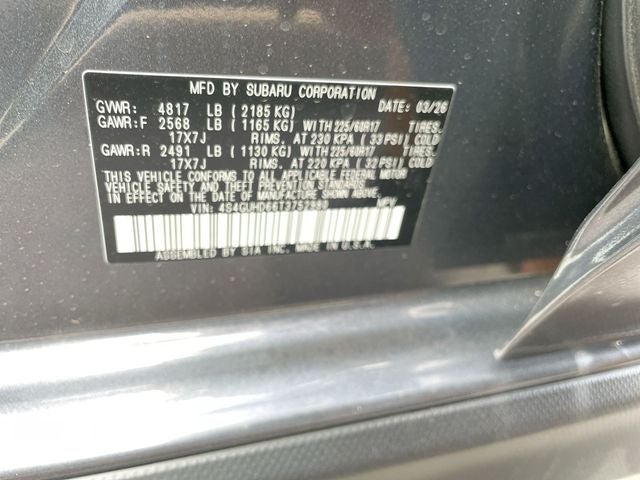 MFD BY SUBARU CORPORATION
GVWR: 4817 LB (2185 KG) DATE: 03/26
GAWR:F 2568 LB (1165 KG) WITH 225/60R17 TIRES,
17X7J RIMS, AT 230 KPA (33 PSI) COLD
GAWR:R 2491 LB (1130 KG) WITH 225/60R17 TIRES,
17X7J RIMS, AT 220 KPA (32 PSI) COLD
THIS VEHICLE CONFORMS TO ALL APPLICABLE FEDERAL MOTOR
VEHICLE SAFETY AND THEFT PREVENTION STANDARDS
IN EFFECT ON THE DATE OF MANUFACTURE SHOWN ABOVE.
VIN: MPV
ASSEMBLED BY SIA INC. MADE IN U.S.A.